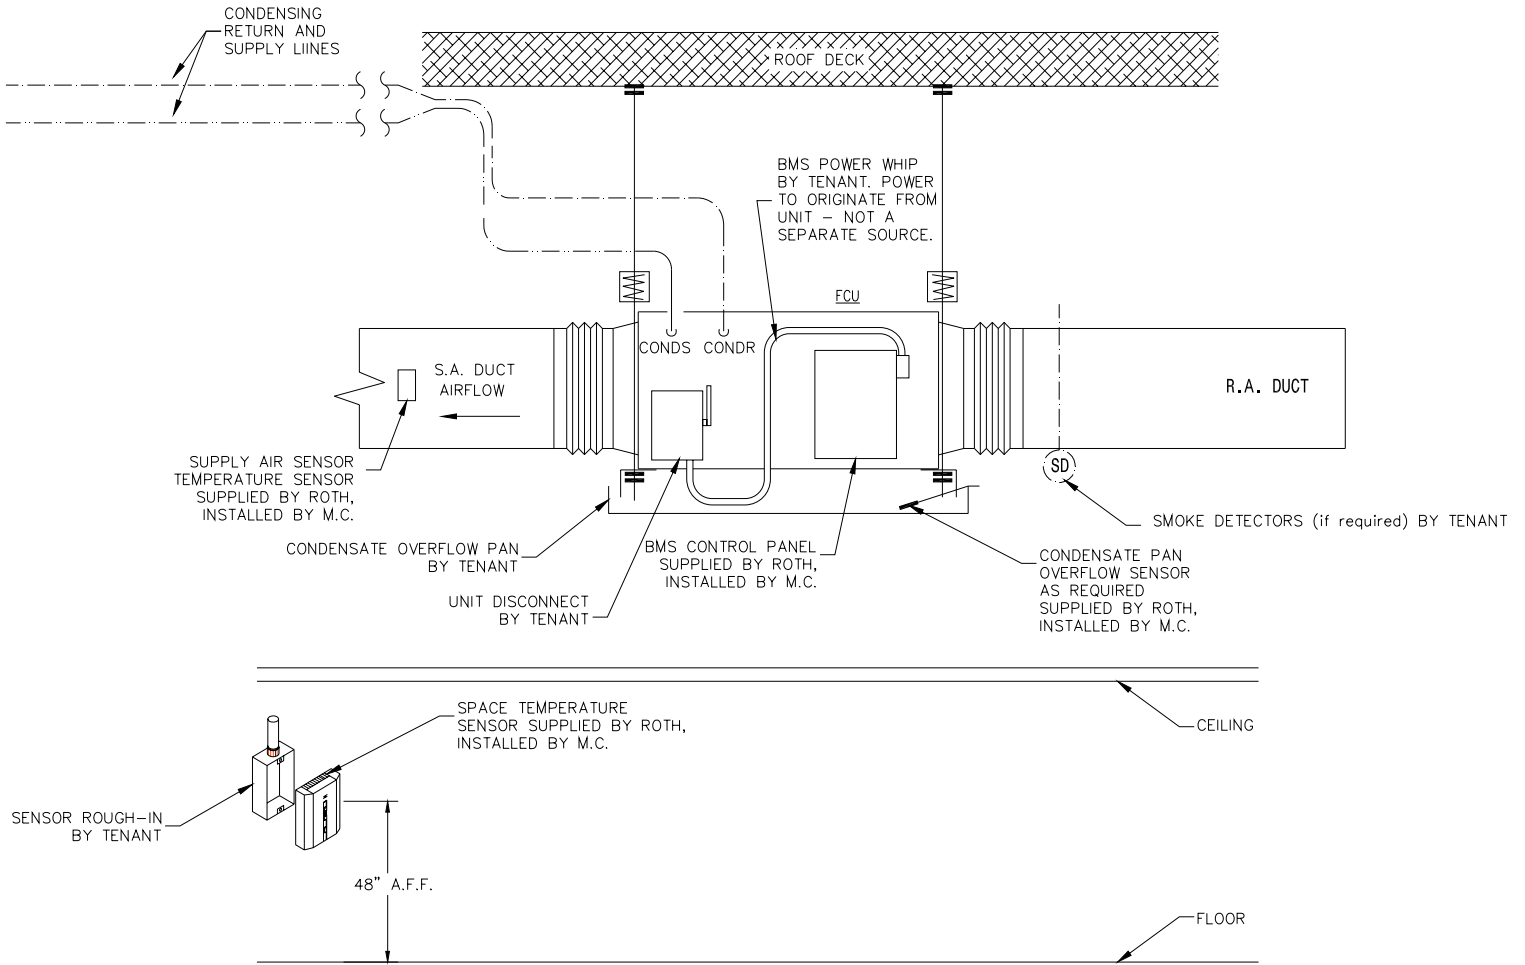 CONDENSING
RETURN AND
SUPPLY LIINES
ROOF DECK
BMS POWER WHIP
BY TENANT. POWER
TO ORIGINATE FROM
UNIT – NOT A
SEPARATE SOURCE.
FCU
CONDS
CONDR
S.A. DUCT
AIRFLOW
R.A. DUCT
SUPPLY AIR SENSOR
TEMPERATURE SENSOR
SUPPLIED BY ROTH,
INSTALLED BY M.C.
SD
SMOKE DETECTORS (if required) BY TENANT
CONDENSATE OVERFLOW PAN
BY TENANT
BMS CONTROL PANEL
SUPPLIED BY ROTH,
INSTALLED BY M.C.
CONDENSATE PAN
OVERFLOW SENSOR
AS REQUIRED
SUPPLIED BY ROTH,
INSTALLED BY M.C.
UNIT DISCONNECT
BY TENANT
SPACE TEMPERATURE
SENSOR SUPPLIED BY ROTH,
INSTALLED BY M.C.
CEILING
SENSOR ROUGH–IN
BY TENANT
48" A.F.F.
FLOOR